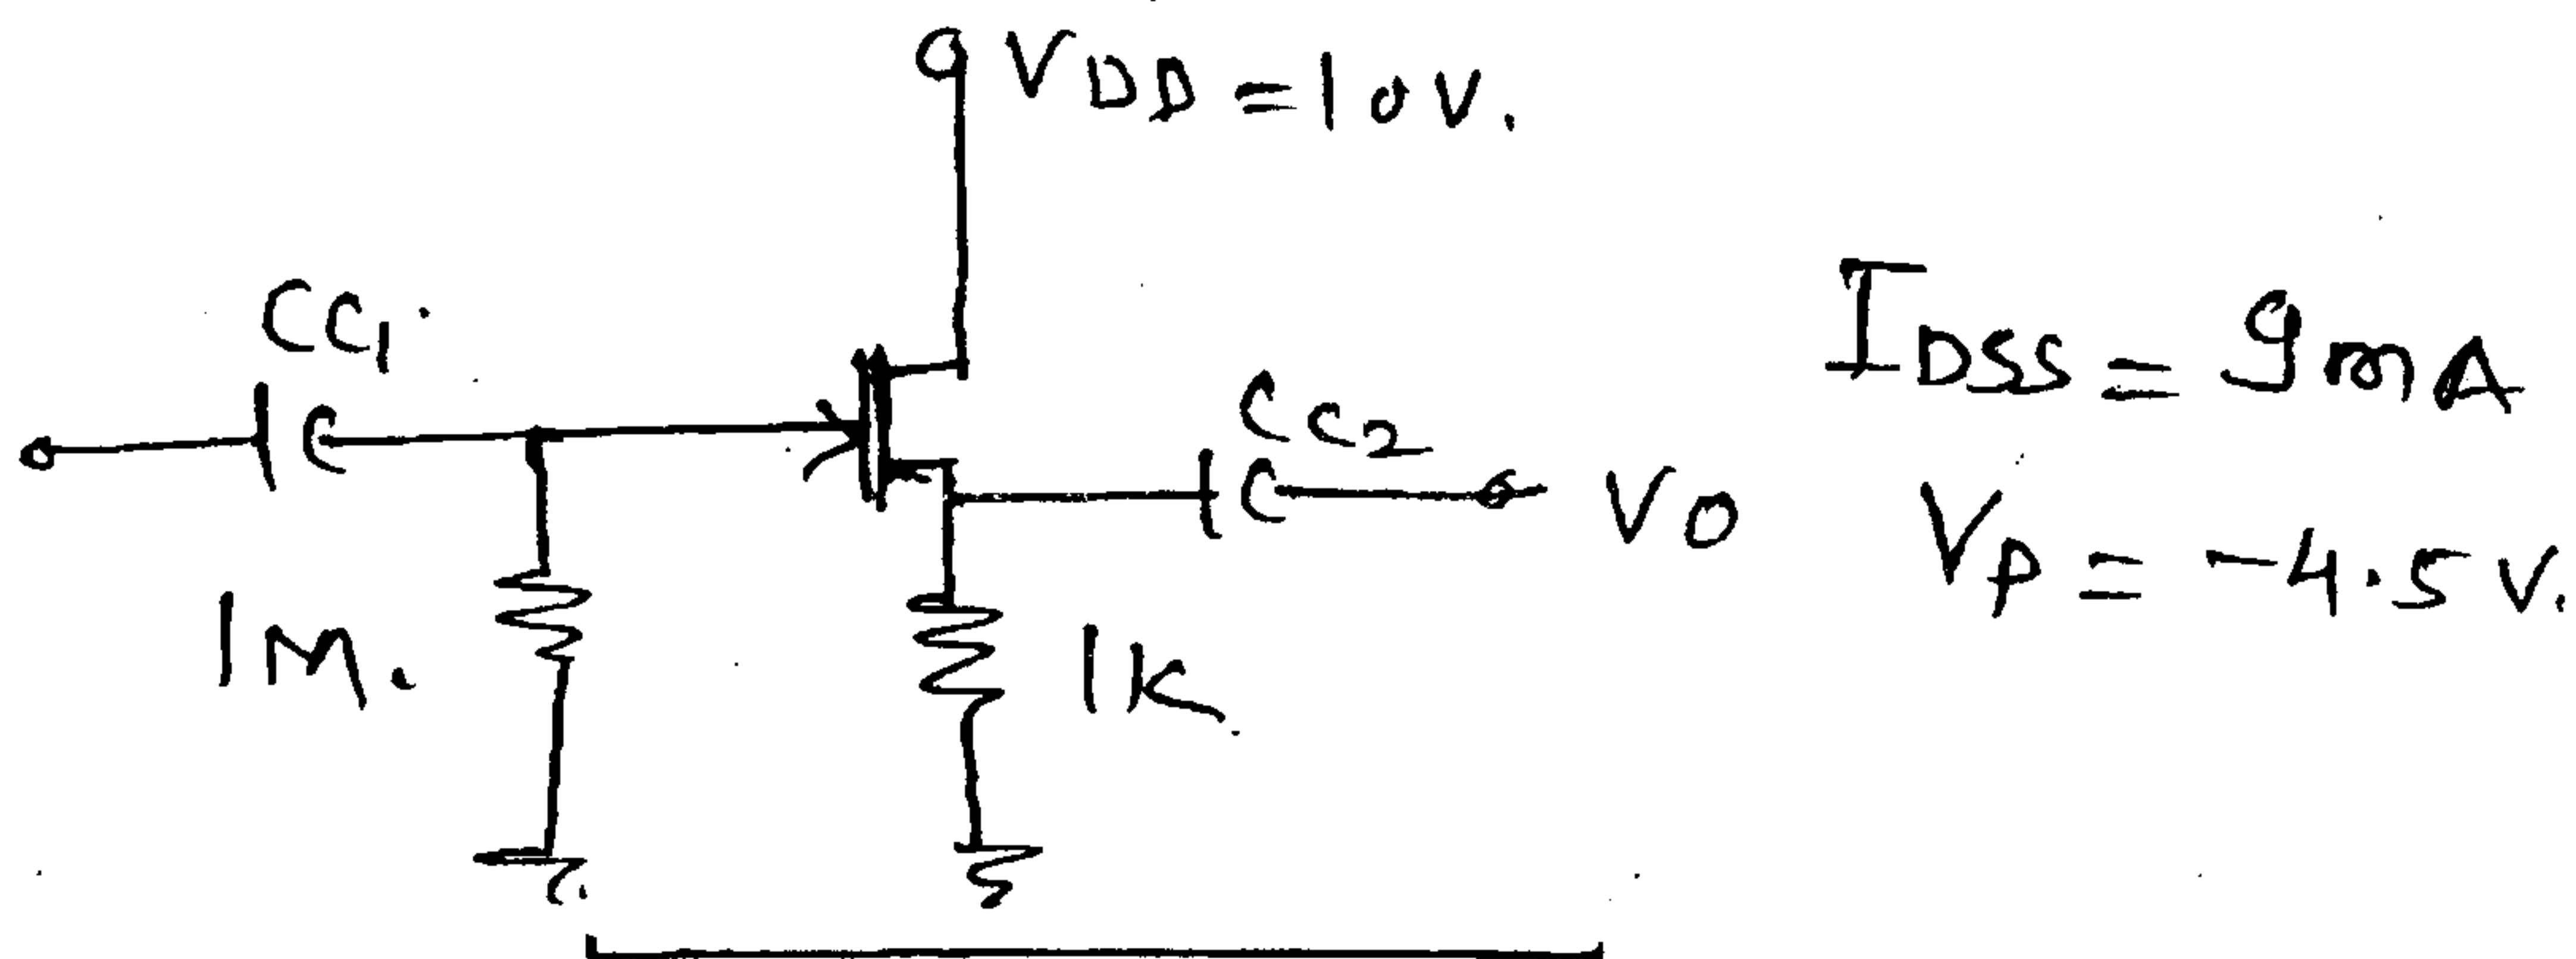 VDD = 10V.
CC1
IDSS = 9mA
CC2
VO
VP = -4.5V.
1M.
1K